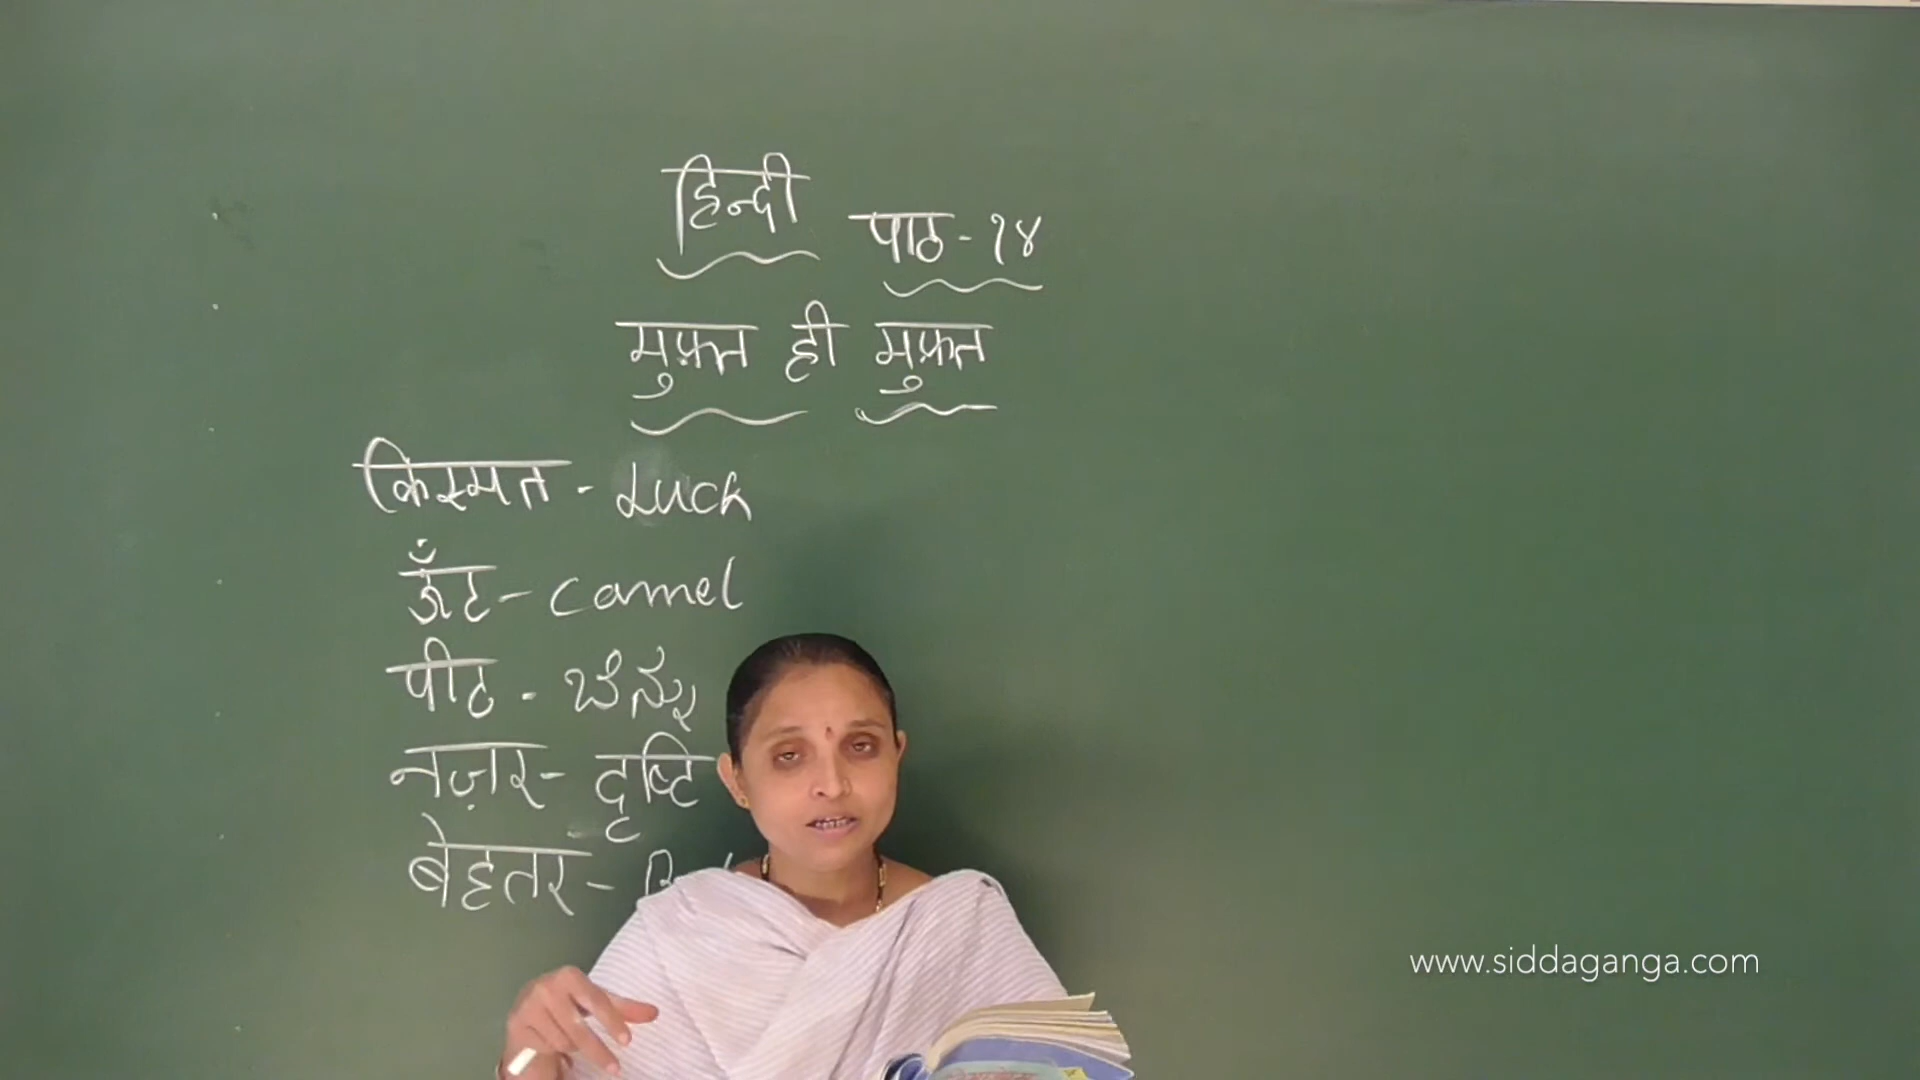 हिन्दी
पाठ - १४
मुफ़्त ही मुफ़्त
किस्मत - Luck
ऊँट - Camel
पीठ - ಬೆನ್ನು
नज़र - दृष्टि
बेहतर -
www.siddaganga.com